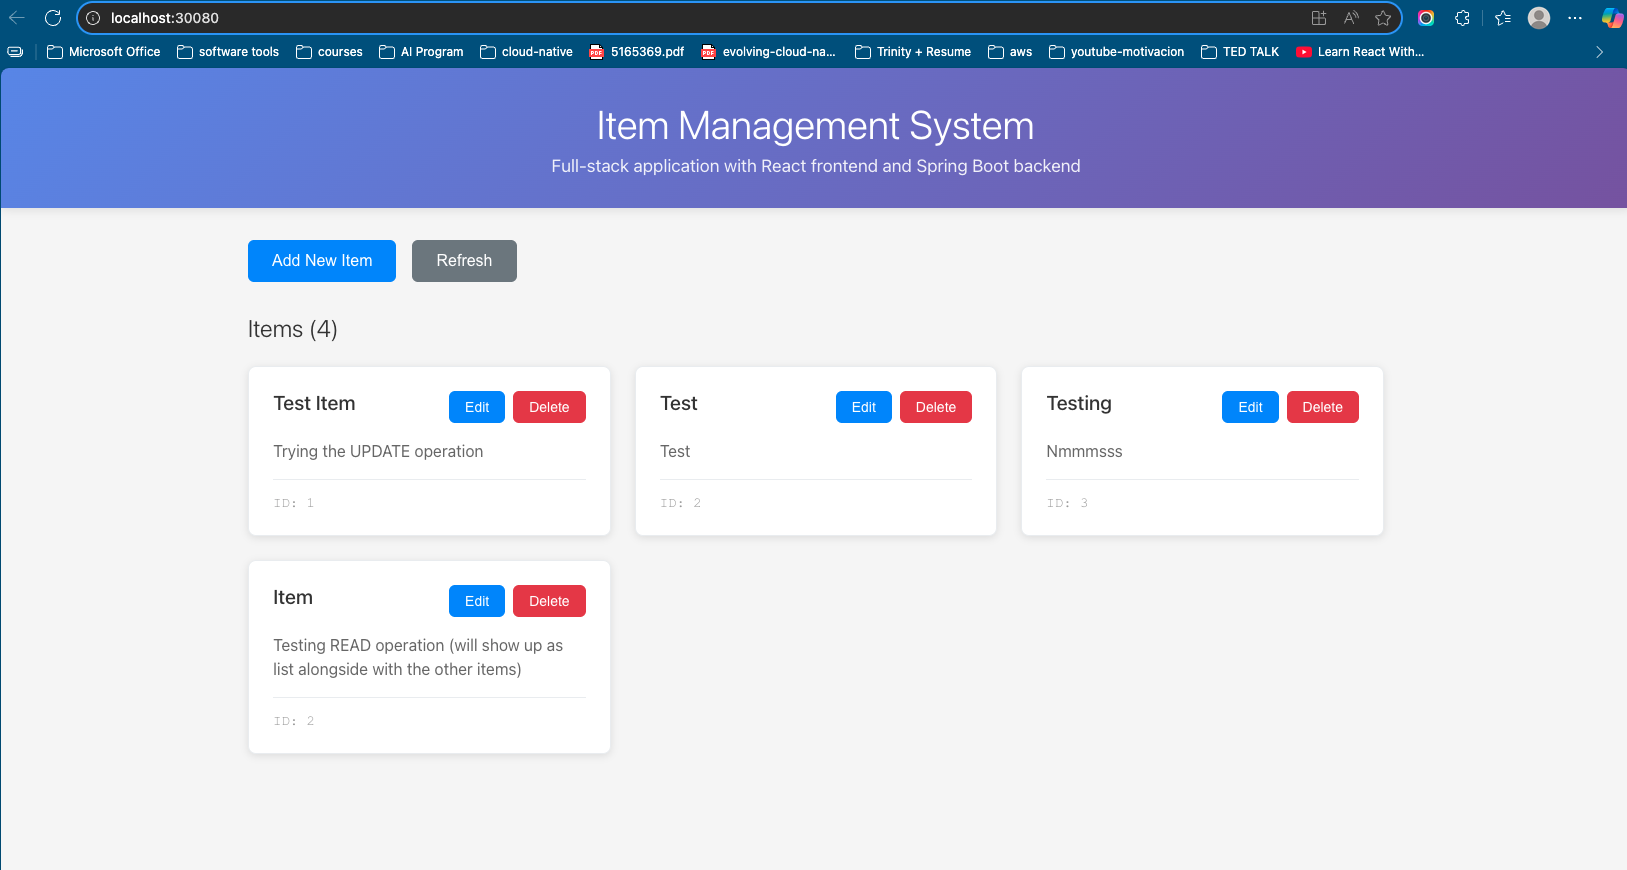 localhost:30080
Microsoft Office software tools courses AI Program cloud-native 5165369.pdf evolving-cloud-na... Trinity + Resume aws youtube-motivacion TED TALK Learn React With...
Item Management System
Full-stack application with React frontend and Spring Boot backend
Add New Item Refresh
Items (4)
Test Item Edit Delete
Trying the UPDATE operation
ID: 1
Test Edit Delete
Test
ID: 2
Testing Edit Delete
Nmmmsss
ID: 3
Item Edit Delete
Testing READ operation (will show up as
list alongside with the other items)
ID: 2